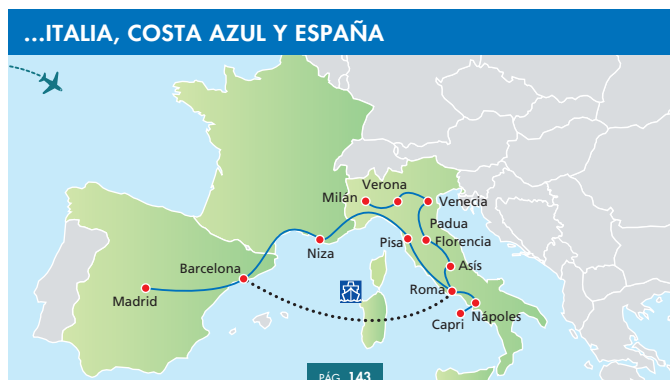 ...ITALIA, COSTA AZUL Y ESPAÑA
Verona
Milán
Venecia
Padua
Florencia
Pisa
Niza
Asís
Barcelona
Roma
Madrid
Nápoles
Capri
PÁG. 143